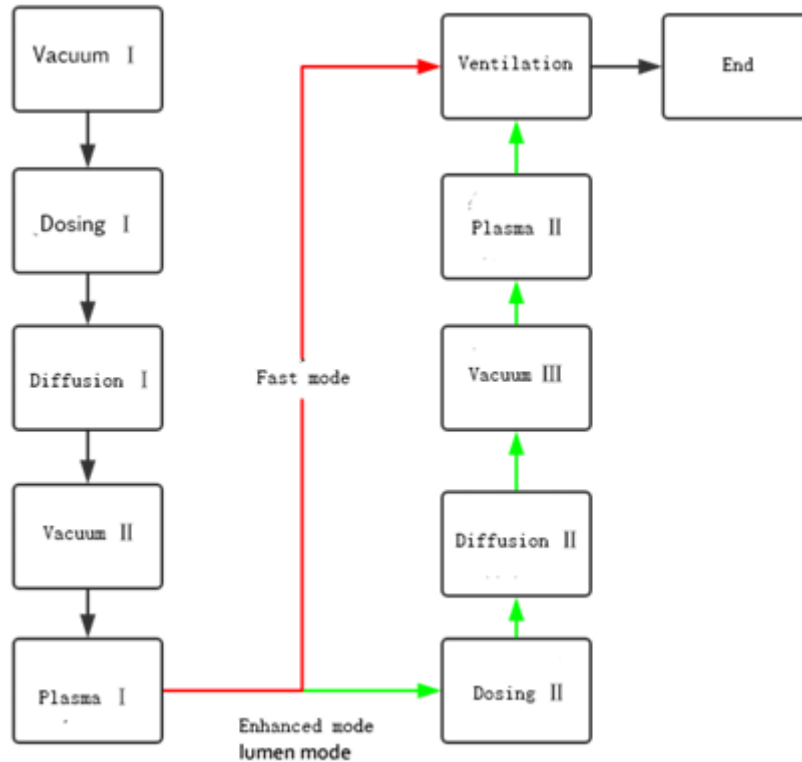 Vacuum Ⅰ
Dosing Ⅰ
Diffusion Ⅰ
Vacuum Ⅱ
Plasma Ⅰ
Fast mode
Enhanced mode
lumen mode
Ventilation
End
Plasma Ⅱ
Vacuum Ⅲ
Diffusion Ⅱ
Dosing Ⅱ